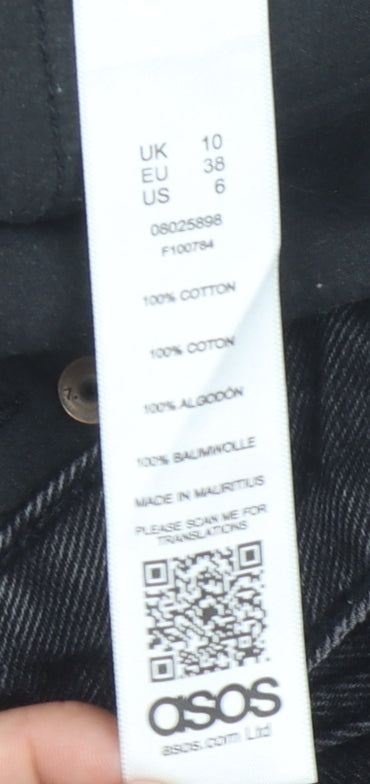 UK 10
EU 38
US 6
08025898
F100784
100% COTTON
100% COTON
100% ALGODÓN
100% BAUMWOLLE
MADE IN MAURITIUS
PLEASE SCAN ME FOR
TRANSLATIONS
asos
asos.com Ltd